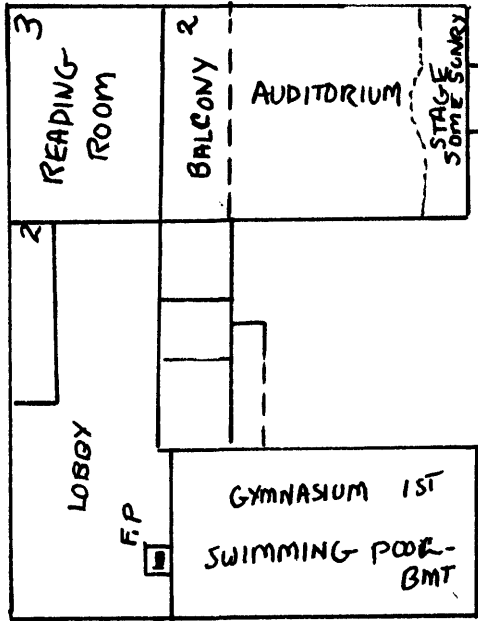 3
READING
ROOM
2
BALCONY
AUDITORIUM
STAGE
SOME SCNRY
2
LOBBY
F.P
GYMNASIUM 1ST
SWIMMING POOL-
BMT